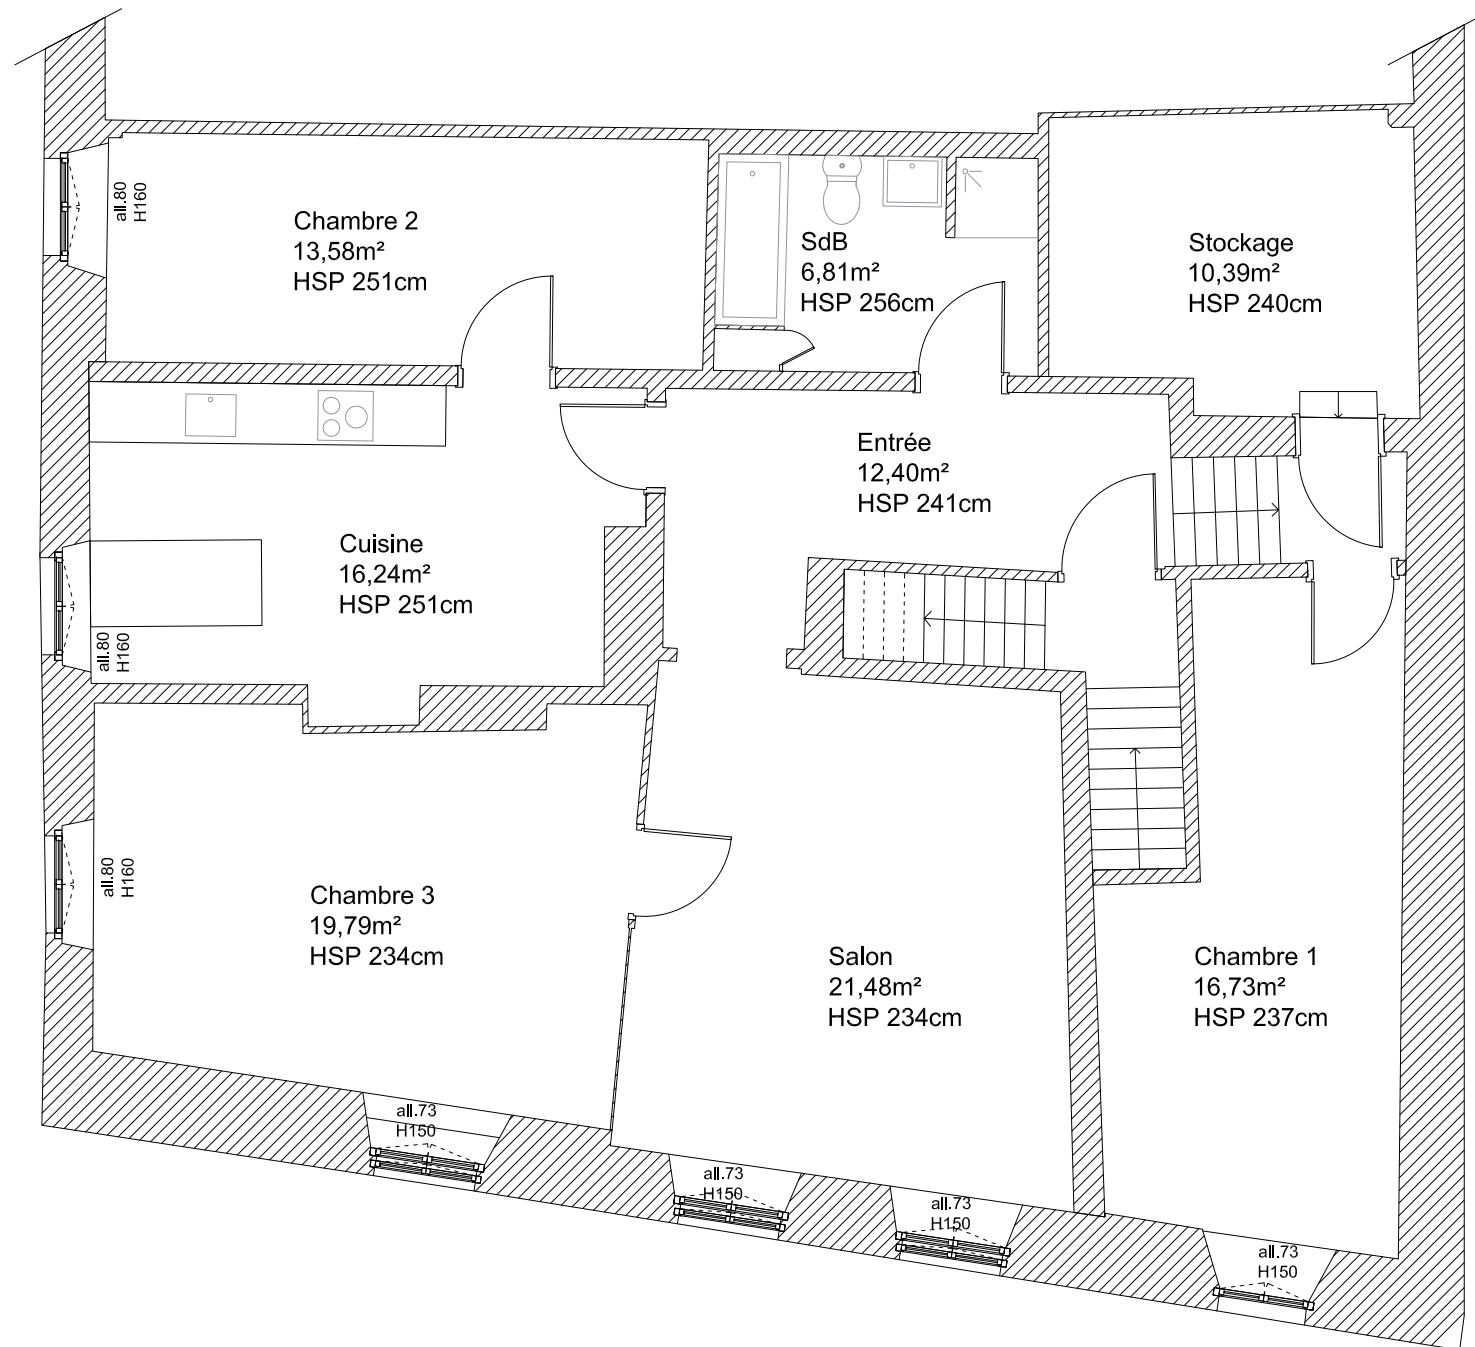 all.80
H160
Chambre 2
13,58m²
HSP 251cm
SdB
6,81m²
HSP 256cm
Stockage
10,39m²
HSP 240cm
Entrée
12,40m²
HSP 241cm
Cuisine
16,24m²
HSP 251cm
all.80
H160
all.80
H160
Chambre 3
19,79m²
HSP 234cm
Salon
21,48m²
HSP 234cm
Chambre 1
16,73m²
HSP 237cm
all.73
H150
all.73
H150
all.73
H150
all.73
H150